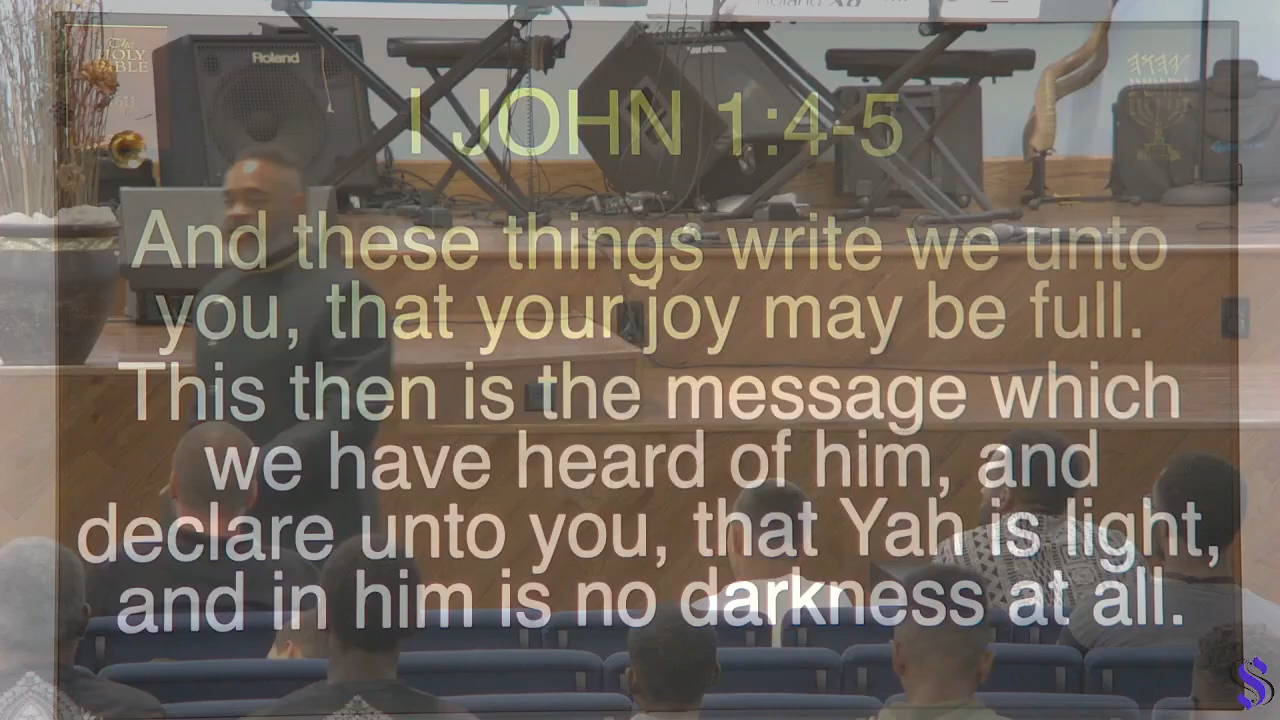 The
HOLY
BIBLE
1611
Roland
I JOHN 1:4-5
And these things write we unto
you, that your joy may be full.
This then is the message which
we have heard of him, and
declare unto you, that Yah is light,
and in him is no darkness at all.
S